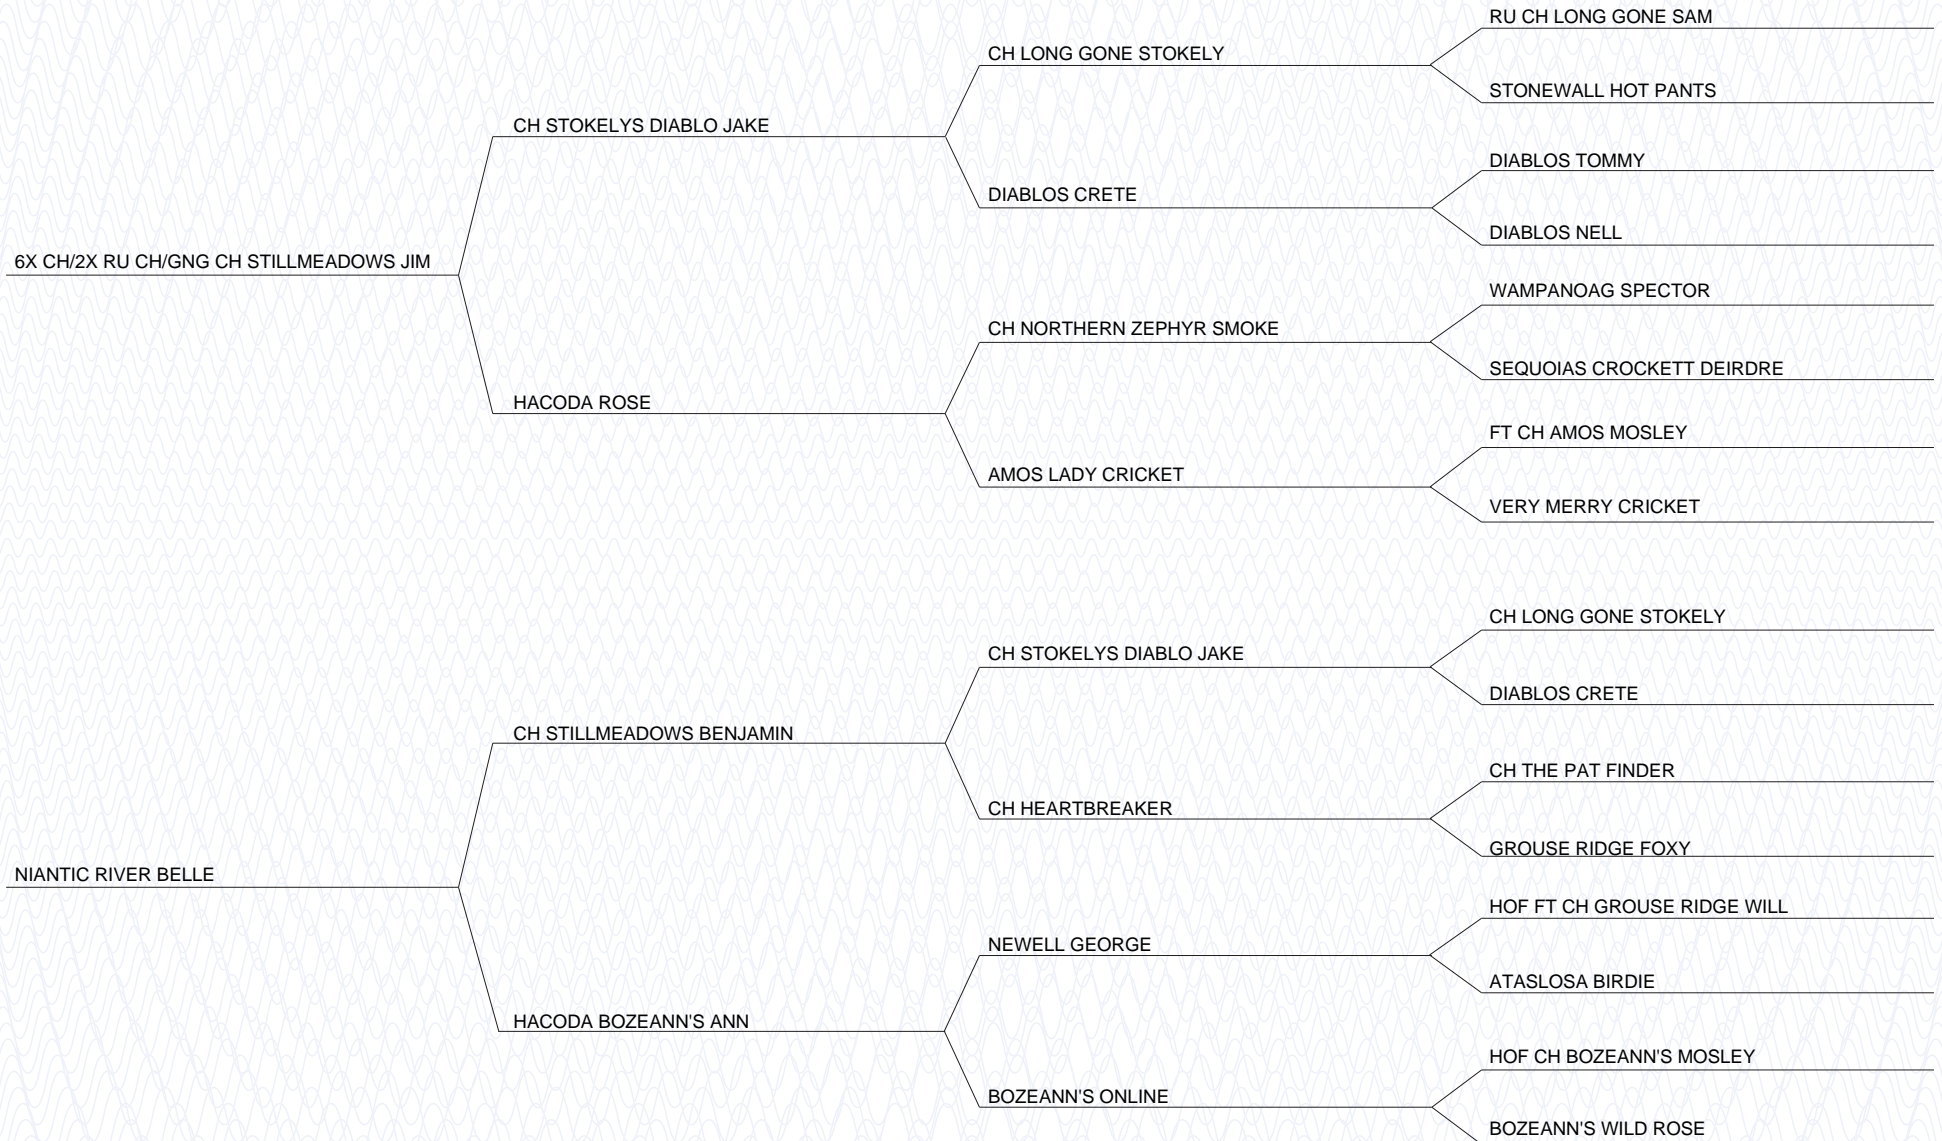 RU CH LONG GONE SAM
CH LONG GONE STOKELY
STONEWALL HOT PANTS
CH STOKELYS DIABLO JAKE
DIABLOS TOMMY
DIABLOS CRETE
DIABLOS NELL
6X CH/2X RU CH/GNG CH STILLMEADOWS JIM
WAMPANOAG SPECTOR
CH NORTHERN ZEPHYR SMOKE
SEQUOIAS CROCKETT DEIRDRE
HACODA ROSE
FT CH AMOS MOSLEY
AMOS LADY CRICKET
VERY MERRY CRICKET
CH LONG GONE STOKELY
CH STOKELYS DIABLO JAKE
DIABLOS CRETE
CH STILLMEADOWS BENJAMIN
CH THE PAT FINDER
CH HEARTBREAKER
GROUSE RIDGE FOXY
NIANTIC RIVER BELLE
HOF FT CH GROUSE RIDGE WILL
NEWELL GEORGE
ATASLOSA BIRDIE
HACODA BOZEANN'S ANN
HOF CH BOZEANN'S MOSLEY
BOZEANN'S ONLINE
BOZEANN'S WILD ROSE